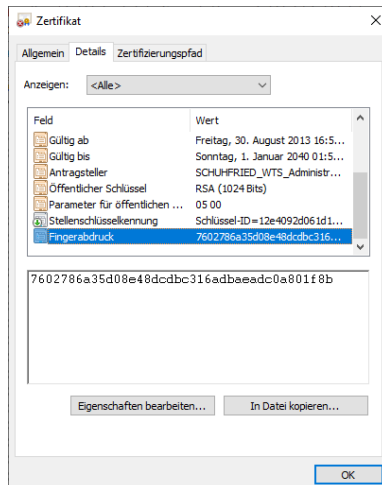 Zertifikat
Allgemein Details Zertifizierungspfad
Anzeigen: <Alle>
Feld Wert
Gültig ab Freitag, 30. August 2013 16:5...
Gültig bis Sonntag, 1. Januar 2040 01:5...
Antragsteller SCHUHFRIED_WTS_Administr...
Öffentlicher Schlüssel RSA (1024 Bits)
Parameter für öffentlichen ... 05 00
Stellenschlüsselkennung Schlüssel-ID=12e4092d061d1...
Fingerabdruck 7602786a35d08e48dcdbc316...
7602786a35d08e48dcdbc316adbaeadc0a801f8b
Eigenschaften bearbeiten... In Datei kopieren...
OK